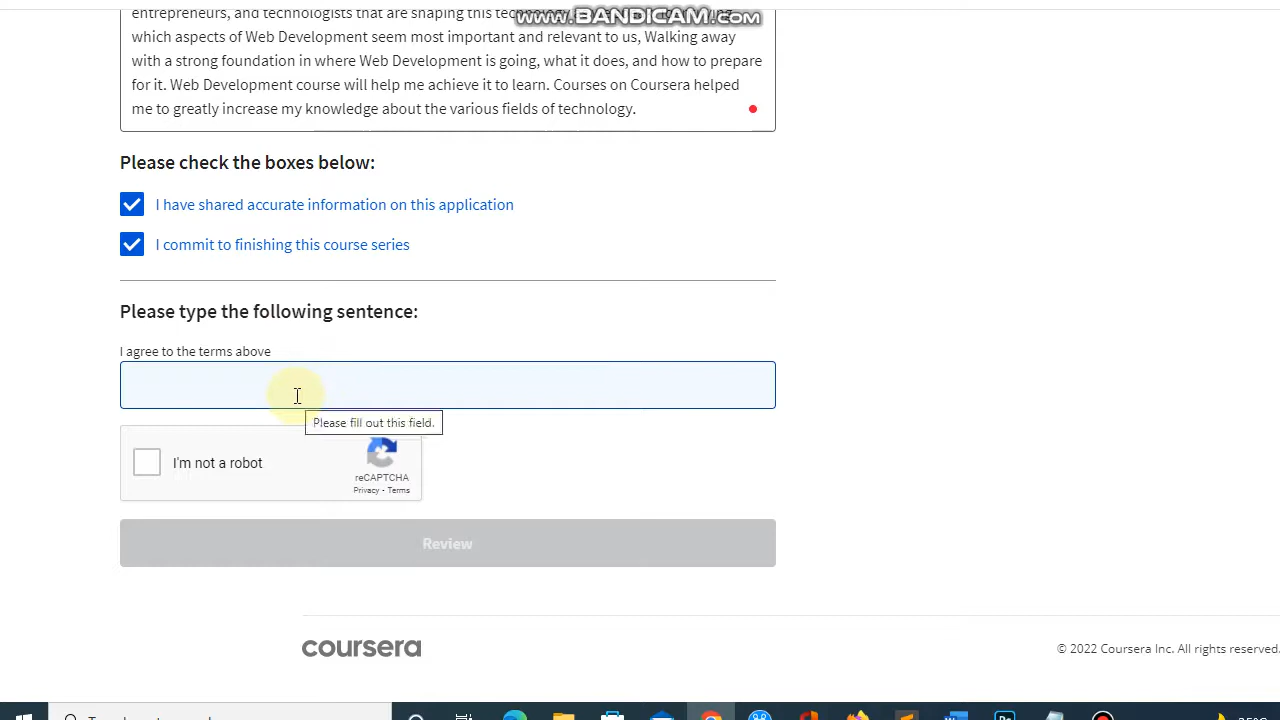 www.BANDICAM.com
entrepreneurs, and technologists that are shaping this
which aspects of Web Development seem most important and relevant to us, Walking away
with a strong foundation in where Web Development is going, what it does, and how to prepare
for it. Web Development course will help me achieve it to learn. Courses on Coursera helped
me to greatly increase my knowledge about the various fields of technology.
Please check the boxes below:
I have shared accurate information on this application
I commit to finishing this course series
Please type the following sentence:
I agree to the terms above
Please fill out this field.
I'm not a robot
reCAPTCHA
Privacy - Terms
Review
coursera
© 2022 Coursera Inc. All rights reserved.